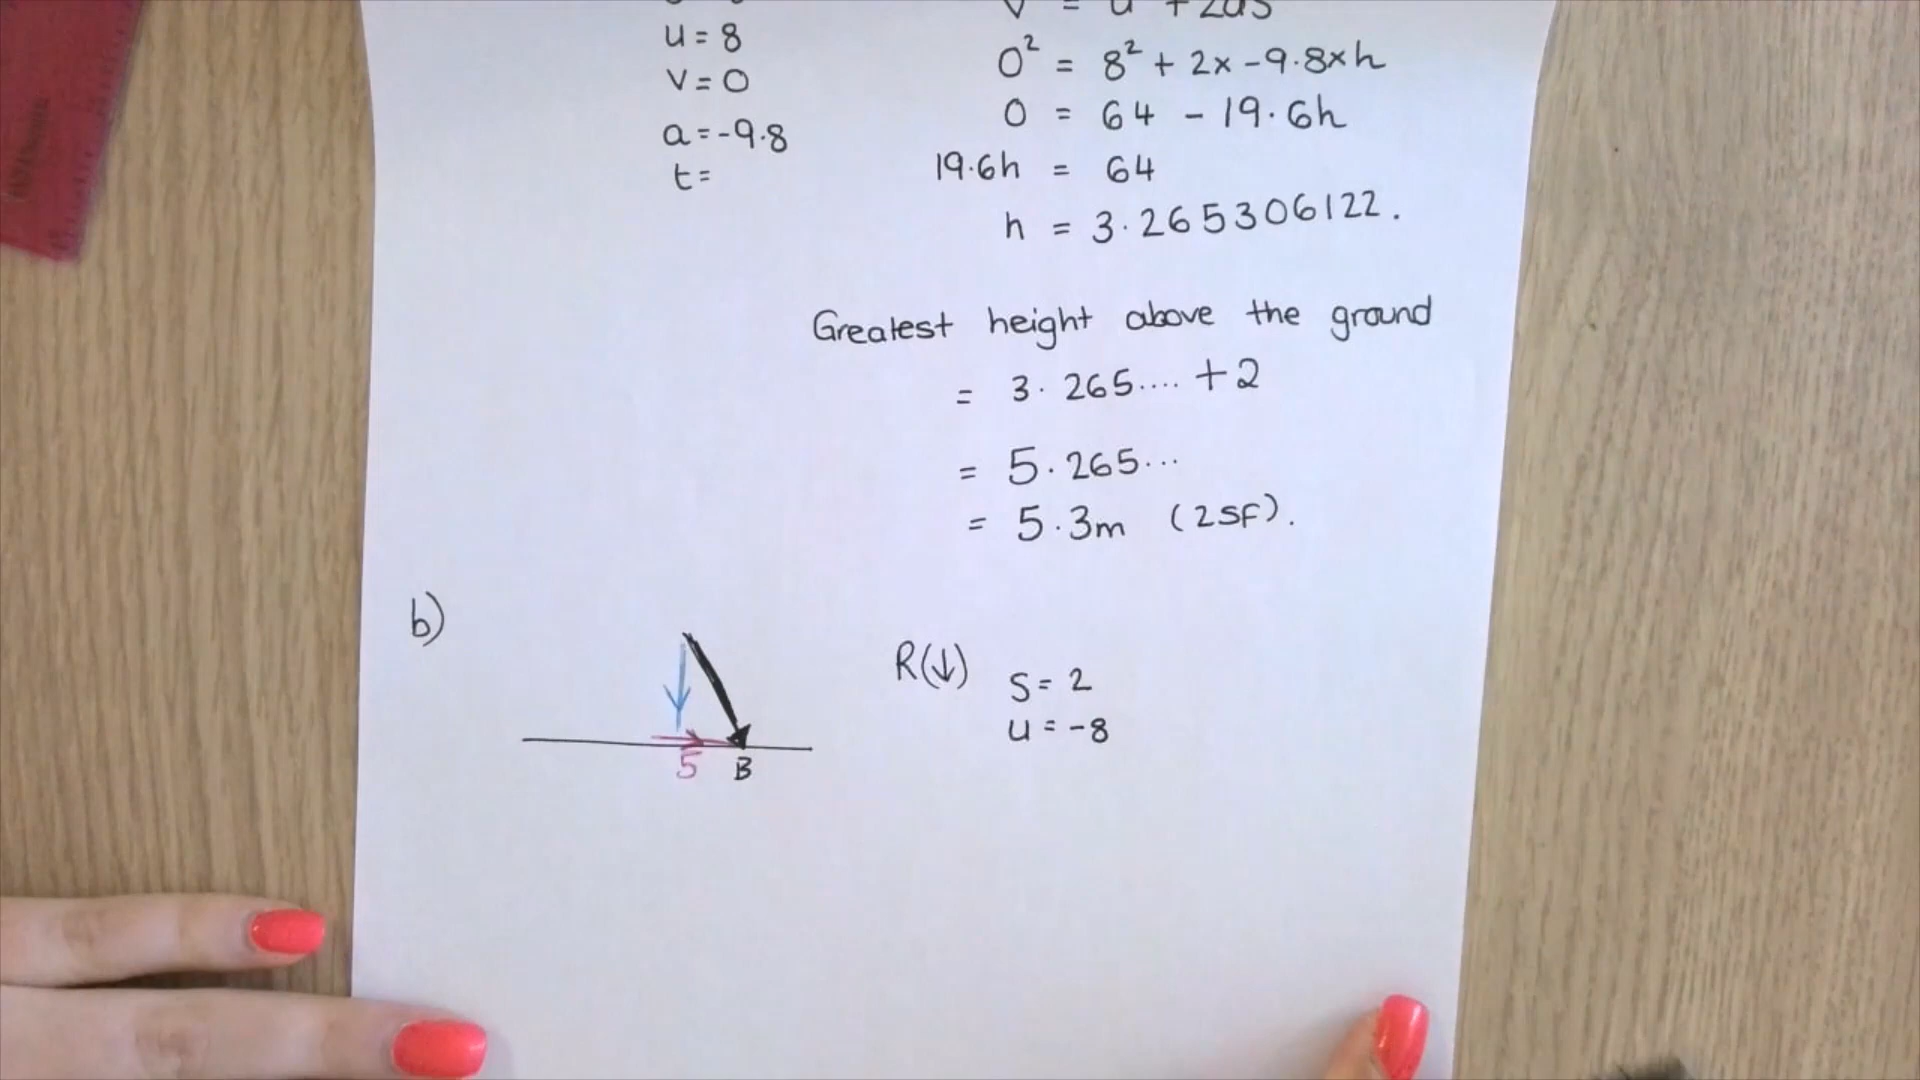 u = 8
v = 0
a = -9.8
t =
v = u + 2as
0² = 8² + 2x -9.8xh
0 = 64 - 19.6h
19.6h = 64
h = 3.265306122.
Greatest height above the ground
= 3.265.... +2
= 5.265...
= 5.3m (2SF).
b)
5 B
R(↓)
S = 2
u = -8